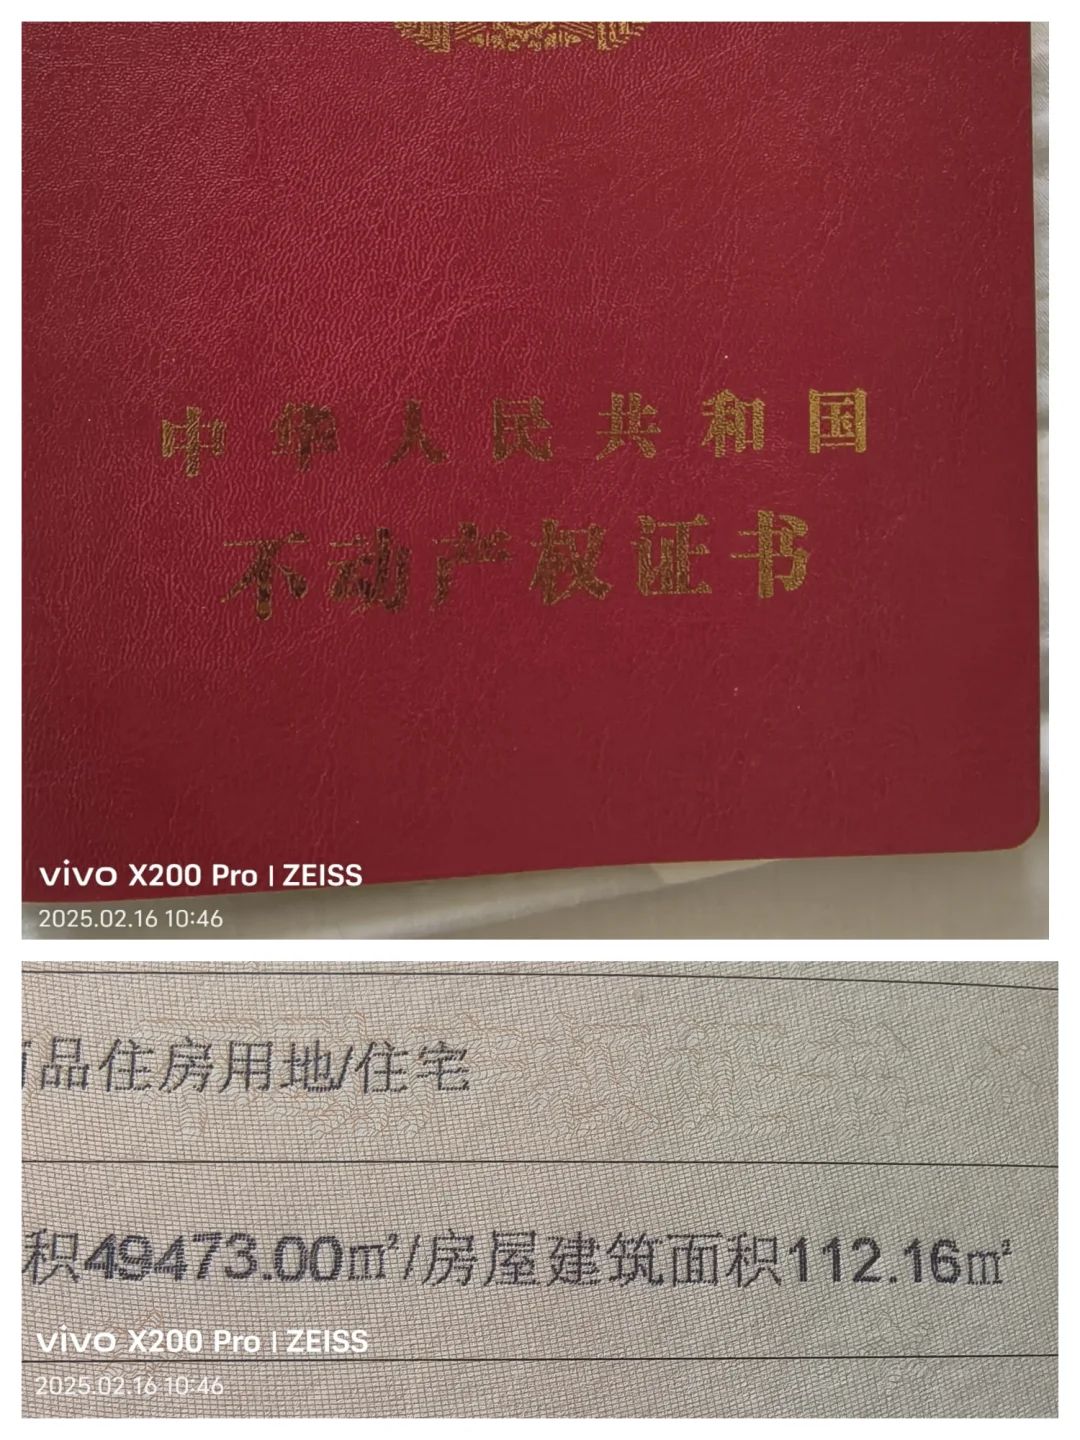 中华人民共和国
不动产权证书
vivo X200 Pro | ZEISS
2025.02.16 10:46
品住房用地/住宅
积49473.00㎡/房屋建筑面积112.16㎡
vivo X200 Pro | ZEISS
2025.02.16 10:46